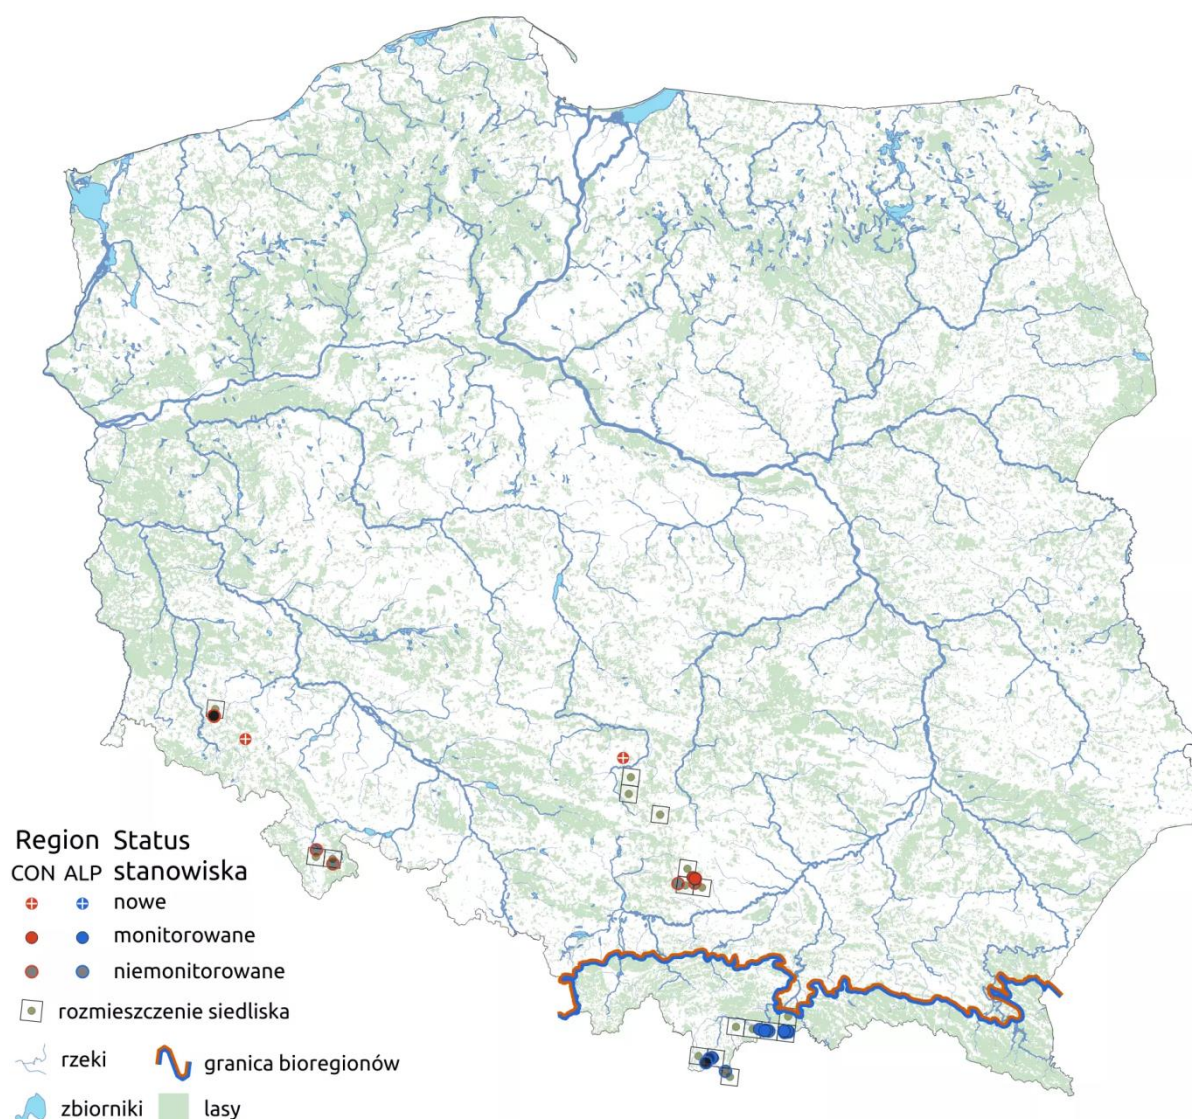 Region Status
CON ALP stanowiska
nowe
monitorowane
niemonitorowane
rozmieszczenie siedliska
rzeki granica bioregionów
zbiorniki lasy